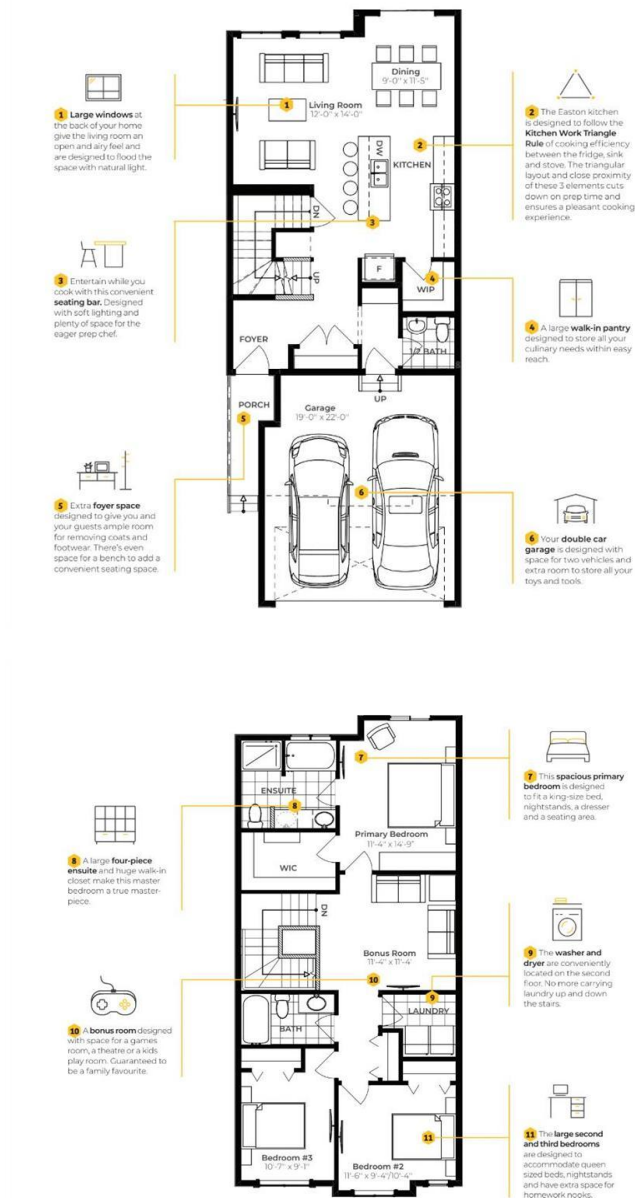 Dining
9'-0" x 11'-5"
1
Living Room
12'-0" x 14'-0"
1 Large windows at
the back of your home
give the living room an
open and airy feel and
are designed to flood the
space with natural light.
2
KITCHEN
DW
2 The Easton kitchen
is designed to follow the
Kitchen Work Triangle
Rule of cooking efficiency
between the fridge, sink
and stove. The triangular
layout and close proximity
of these 3 elements cuts
down on prep time and
ensures a pleasant cooking
experience.
DN
3
3 Entertain while you
cook with this convenient
seating bar. Designed
with soft lighting and
plenty of space for the
eager prep chef.
UP
F
4
WIP
4 A large walk-in pantry
designed to store all your
culinary needs within easy
reach.
FOYER
1/2 BATH
UP
PORCH
5
Garage
19'-0" x 22'-0"
5 Extra foyer space
designed to give you and
your guests ample room
for removing coats and
footwear. There's even
space for a bench to add a
convenient seating space.
6
6 Your double car
garage is designed with
space for two vehicles and
extra room to store all your
toys and tools.
7
7 This spacious primary
bedroom is designed
to fit a king-size bed,
nightstands, a dresser
and a seating area.
ENSUITE
8
Primary Bedroom
11'-4" x 14'-9"
WIC
8 A large four-piece
ensuite and huge walk-in
closet make this master
bedroom a true master-
piece.
DN
Bonus Room
11'-4" x 11'-4
10
9
LAUNDRY
9 The washer and
dryer are conveniently
located on the second
floor. No more carrying
laundry up and down
the stairs.
BATH
10 A bonus room designed
with space for a games
room, a theatre or a kids
play room. Guaranteed to
be a family favourite.
11
Bedroom #3
10'-7" x 9'-1"
Bedroom #2
11'-6" x 9'-4"/10'-4"
11 The large second
and third bedrooms
are designed to
accommodate queen
sized beds, nightstands
and have extra space for
homework nooks.